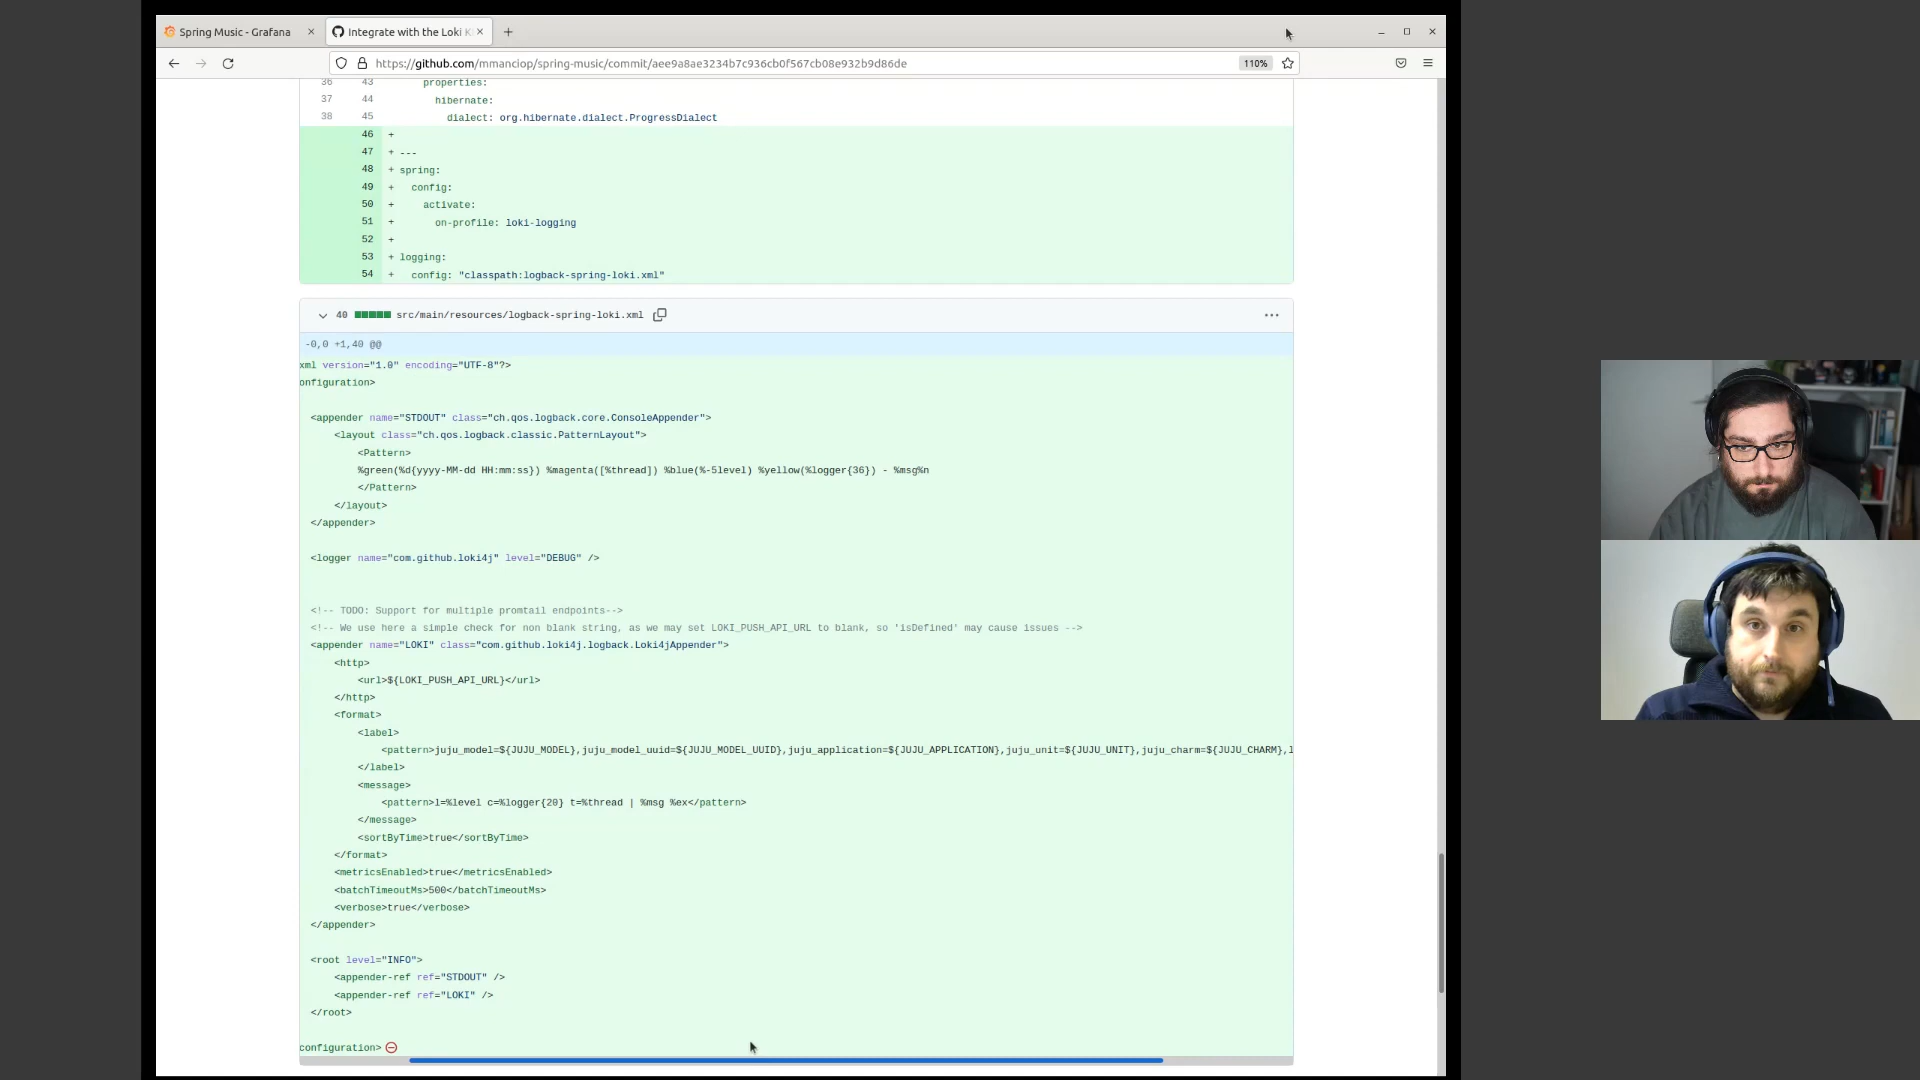 Spring Music - Grafana
Integrate with the Loki K
https://github.com/mmanciop/spring-music/commit/aee9a8ae3234b7c936cb0f567cb08e932b9d86de
110%
36 43 properties:
37 44 hibernate:
38 45 dialect: org.hibernate.dialect.ProgressDialect
46 +
47 + ---
48 + spring:
49 + config:
50 + activate:
51 + on-profile: loki-logging
52 +
53 + logging:
54 + config: "classpath:logback-spring-loki.xml"
40 src/main/resources/logback-spring-loki.xml
-0,0 +1,40 @@
xml version="1.0" encoding="UTF-8"?>
onfiguration>
<appender name="STDOUT" class="ch.qos.logback.core.ConsoleAppender">
<layout class="ch.qos.logback.classic.PatternLayout">
<Pattern>
%green(%d{yyyy-MM-dd HH:mm:ss}) %magenta([%thread]) %blue(%-5level) %yellow(%logger{36}) - %msg%n
</Pattern>
</layout>
</appender>
<logger name="com.github.loki4j" level="DEBUG" />
<!-- TODO: Support for multiple promtail endpoints-->
<!-- We use here a simple check for non blank string, as we may set LOKI_PUSH_API_URL to blank, so 'isDefined' may cause issues -->
<appender name="LOKI" class="com.github.loki4j.logback.Loki4jAppender">
<http>
<url>${LOKI_PUSH_API_URL}</url>
</http>
<format>
<label>
<pattern>juju_model=${JUJU_MODEL},juju_model_uuid=${JUJU_MODEL_UUID},juju_application=${JUJU_APPLICATION},juju_unit=${JUJU_UNIT},juju_charm=${JUJU_CHARM},l
</label>
<message>
<pattern>l=%level c=%logger{20} t=%thread | %msg %ex</pattern>
</message>
<sortByTime>true</sortByTime>
</format>
<metricsEnabled>true</metricsEnabled>
<batchTimeoutMs>500</batchTimeoutMs>
<verbose>true</verbose>
</appender>
<root level="INFO">
<appender-ref ref="STDOUT" />
<appender-ref ref="LOKI" />
</root>
configuration>